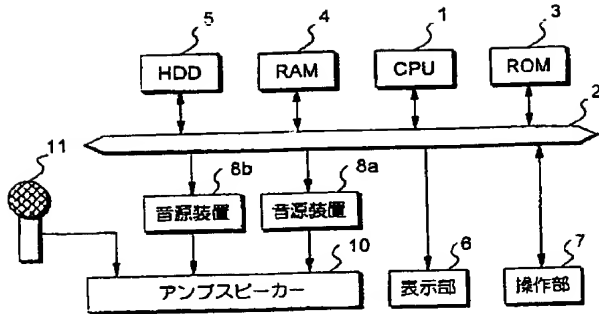 5 4 1 3
HDD RAM CPU ROM
2
11
8b 8a
音源装置 音源装置
10 6 7
アンプスピーカー 表示部 操作部